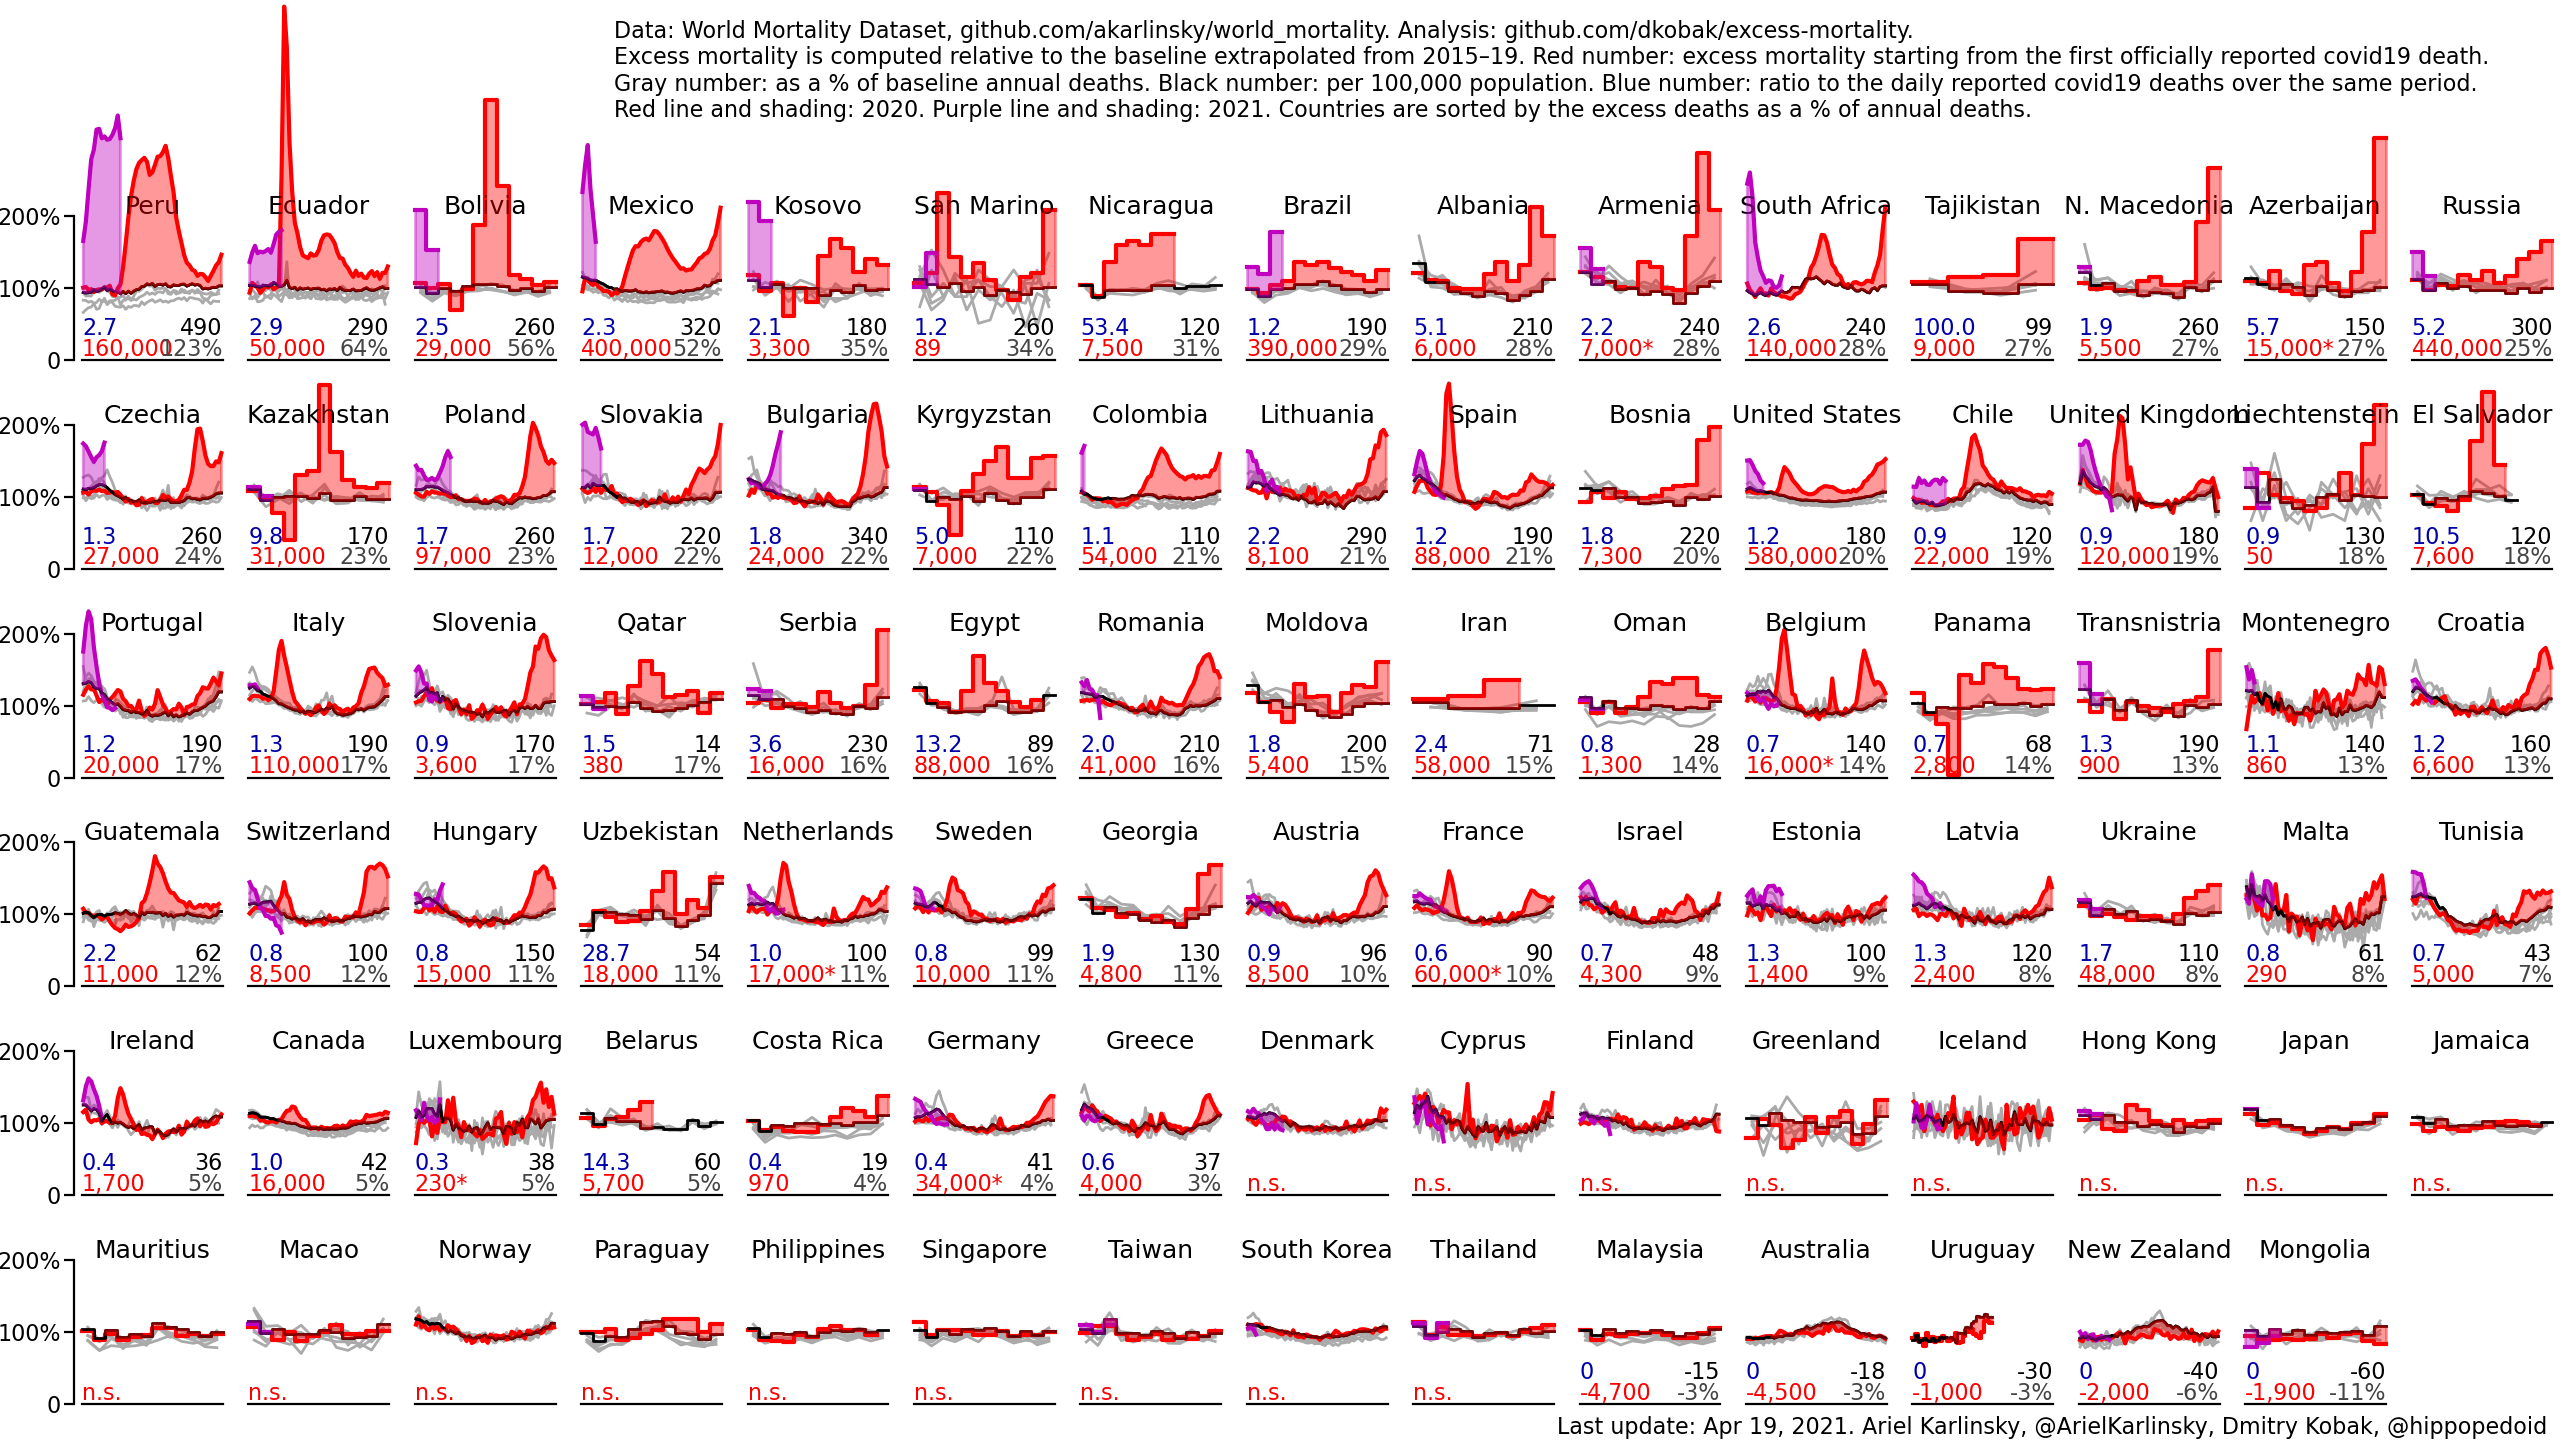 Data: World Mortality Dataset, github.com/akarlinsky/world_mortality. Analysis: github.com/dkobak/excess-mortality.
Excess mortality is computed relative to the baseline extrapolated from 2015–19. Red number: excess mortality starting from the first officially reported covid19 death.
Gray number: as a % of baseline annual deaths. Black number: per 100,000 population. Blue number: ratio to the daily reported covid19 deaths over the same period.
Red line and shading: 2020. Purple line and shading: 2021. Countries are sorted by the excess deaths as a % of annual deaths.
Peru Ecuador Bolivia Mexico Kosovo San Marino Nicaragua Brazil Albania Armenia South Africa Tajikistan N. Macedonia Azerbaijan Russia
200%
100%
2.7 490 2.9 290 2.5 260 2.3 320 2.1 180 1.2 260 53.4 120 1.2 190 5.1 210 2.2 240 2.6 240 100.0 99 1.9 260 5.7 150 5.2 300
160,000 123% 50,000 64% 29,000 56% 400,000 52% 3,300 35% 89 34% 7,500 31% 390,000 29% 6,000 28% 7,000* 28% 140,000 28% 9,000 27% 5,500 27% 15,000* 27% 440,000 25%
0
Czechia Kazakhstan Poland Slovakia Bulgaria Kyrgyzstan Colombia Lithuania Spain Bosnia United States Chile United Kingdom Liechtenstein El Salvador
200%
100%
1.3 260 9.8 170 1.7 260 1.7 220 1.8 340 5.0 110 1.1 110 2.2 290 1.2 190 1.8 220 1.2 180 0.9 120 0.9 180 0.9 130 10.5 120
27,000 24% 31,000 23% 97,000 23% 12,000 22% 24,000 22% 7,000 22% 54,000 21% 8,100 21% 88,000 21% 7,300 20% 580,000 20% 22,000 19% 120,000 19% 50 18% 7,600 18%
0
Portugal Italy Slovenia Qatar Serbia Egypt Romania Moldova Iran Oman Belgium Panama Transnistria Montenegro Croatia
200%
100%
1.2 190 1.3 190 0.9 170 1.5 14 3.6 230 13.2 89 2.0 210 1.8 200 2.4 71 0.8 28 0.7 140 0.7 68 1.3 190 1.1 140 1.2 160
20,000 17% 110,000 17% 3,600 17% 380 17% 16,000 16% 88,000 16% 41,000 16% 5,400 15% 58,000 15% 1,300 14% 16,000* 14% 2,800 14% 900 13% 860 13% 6,600 13%
0
Guatemala Switzerland Hungary Uzbekistan Netherlands Sweden Georgia Austria France Israel Estonia Latvia Ukraine Malta Tunisia
200%
100%
2.2 62 0.8 100 0.8 150 28.7 54 1.0 100 0.8 99 1.9 130 0.9 96 0.6 90 0.7 48 1.3 100 1.3 120 1.7 110 0.8 61 0.7 43
11,000 12% 8,500 12% 15,000 11% 18,000 11% 17,000* 11% 10,000 11% 4,800 11% 8,500 10% 60,000* 10% 4,300 9% 1,400 9% 2,400 8% 48,000 8% 290 8% 5,000 7%
0
Ireland Canada Luxembourg Belarus Costa Rica Germany Greece Denmark Cyprus Finland Greenland Iceland Hong Kong Japan Jamaica
200%
100%
0.4 36 1.0 42 0.3 38 14.3 60 0.4 19 0.4 41 0.6 37
1,700 5% 16,000 5% 230* 5% 5,700 5% 970 4% 34,000* 4% 4,000 3% n.s. n.s. n.s. n.s. n.s. n.s. n.s. n.s.
0
Mauritius Macao Norway Paraguay Philippines Singapore Taiwan South Korea Thailand Malaysia Australia Uruguay New Zealand Mongolia
200%
100%
0 -15 0 -18 0 -30 0 -40 0 -60
n.s. n.s. n.s. n.s. n.s. n.s. n.s. n.s. n.s. -4,700 -3% -4,500 -3% -1,000 -3% -2,000 -6% -1,900 -11%
0
Last update: Apr 19, 2021. Ariel Karlinsky, @ArielKarlinsky, Dmitry Kobak, @hippopedoid